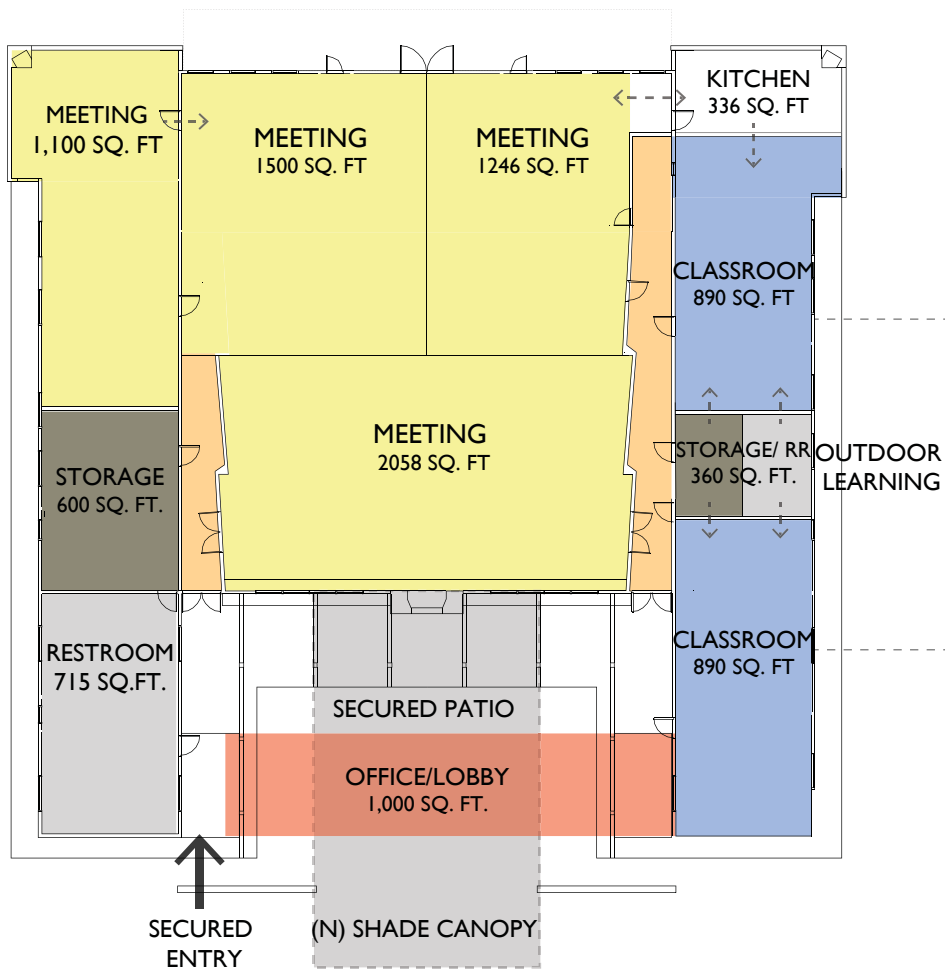 KITCHEN
336 SQ. FT
MEETING
1,100 SQ. FT
MEETING
1500 SQ. FT
MEETING
1246 SQ. FT
CLASSROOM
890 SQ. FT
MEETING
2058 SQ. FT
STORAGE
600 SQ. FT.
STORAGE/ RR
360 SQ. FT.
OUTDOOR
LEARNING
RESTROOM
715 SQ.FT.
CLASSROOM
890 SQ. FT
SECURED PATIO
OFFICE/LOBBY
1,000 SQ. FT.
SECURED
ENTRY
(N) SHADE CANOPY